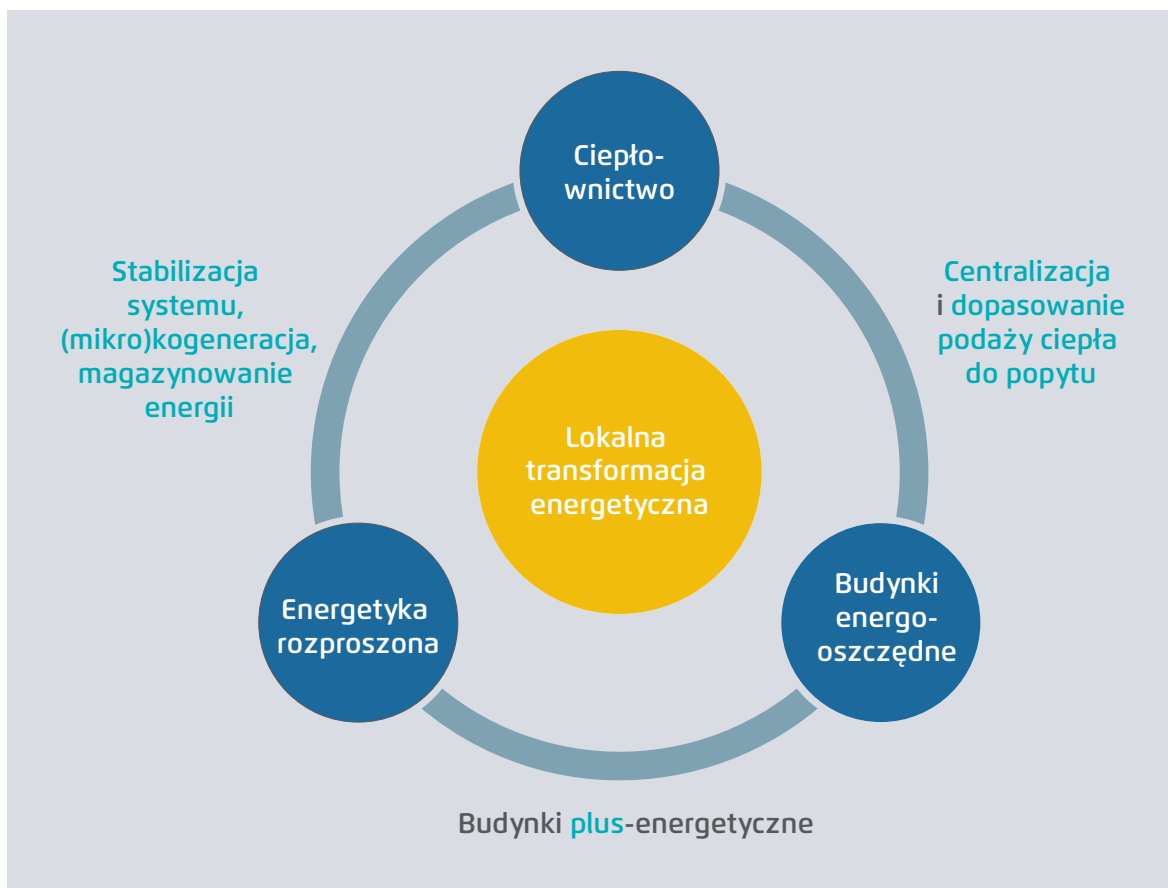 Ciepło-
wnictwo
Stabilizacja
systemu,
(mikro)kogeneracja,
magazynowanie
energii
Centralizacja
i dopasowanie
podaży ciepła
do popytu
Lokalna
transformacja
energetyczna
Energetyka
rozproszona
Budynki
energo-
oszczędne
Budynki plus-energetyczne